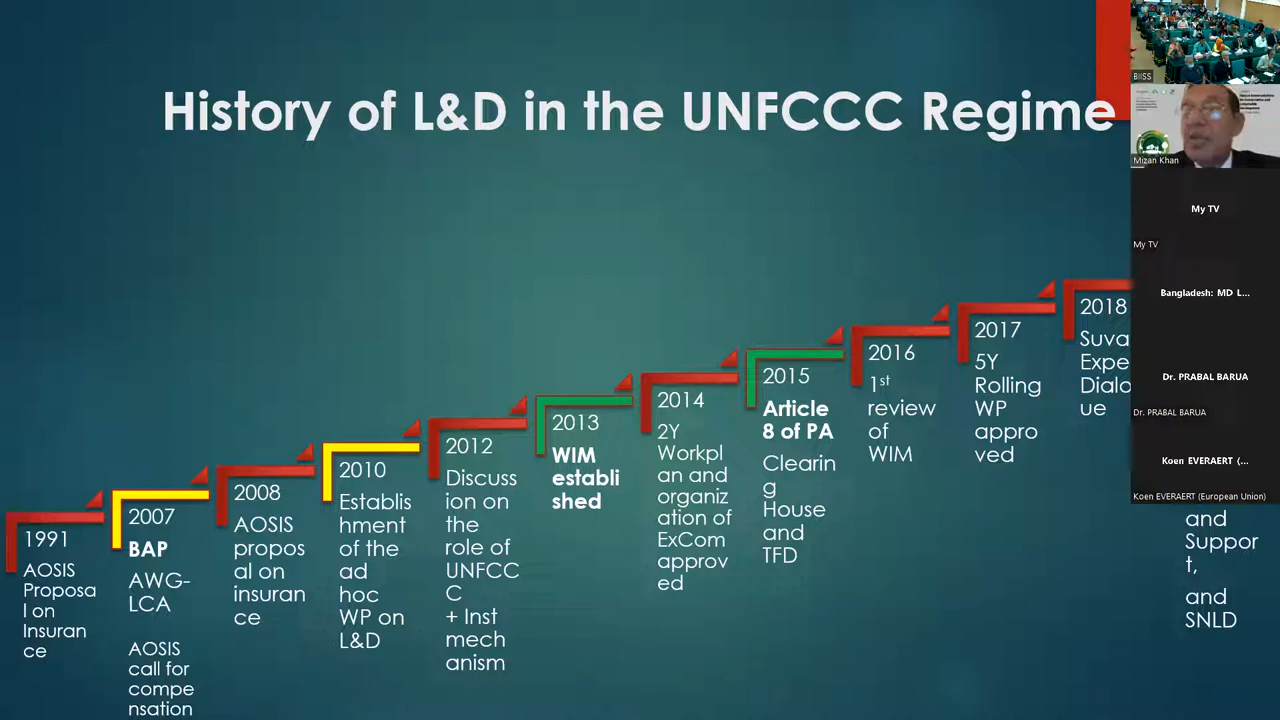 History of L&D in the UNFCCC Regime
1991
AOSIS
Proposa
l on
Insuran
ce
2007
BAP
AWG-
LCA
AOSIS
call for
compe
nsation
2008
AOSIS
propos
al on
insuran
ce
2010
Establis
hment
of the
ad
hoc
WP on
L&D
2012
Discuss
ion on
the
role of
UNFCC
C
+ Inst
mech
anism
2013
WIM
establi
shed
2014
2Y
Workpl
an and
organiz
ation of
ExCom
approv
ed
2015
Article
8 of PA
Clearin
g
House
and
TFD
2016
1st
review
of
WIM
2017
5Y
Rolling
WP
appro
ved
2018
Suva
Expe
Dialo
ue
and
Suppor
t,
and
SNLD
BIISS
Mizan Khan
My TV
My TV
Bangladesh: MD L...
Dr. PRABAL BARUA
Dr. PRABAL BARUA
Koen EVERAERT (...
Koen EVERAERT (European Union)